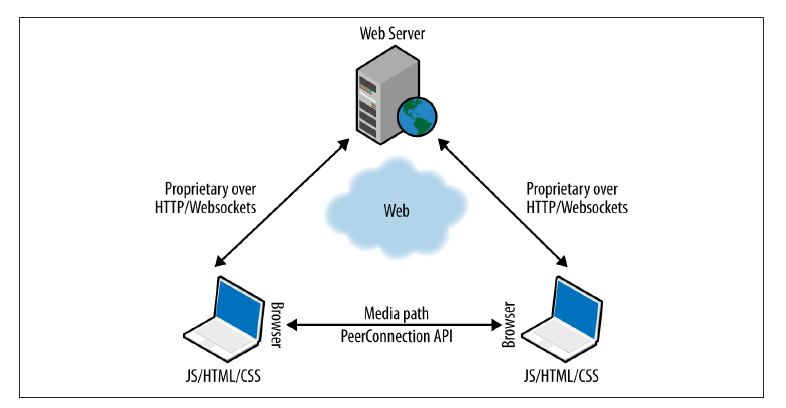 Web Server
Proprietary over
HTTP/Websockets
Proprietary over
HTTP/Websockets
Web
Browser
Media path
PeerConnection API
Browser
JS/HTML/CSS
JS/HTML/CSS